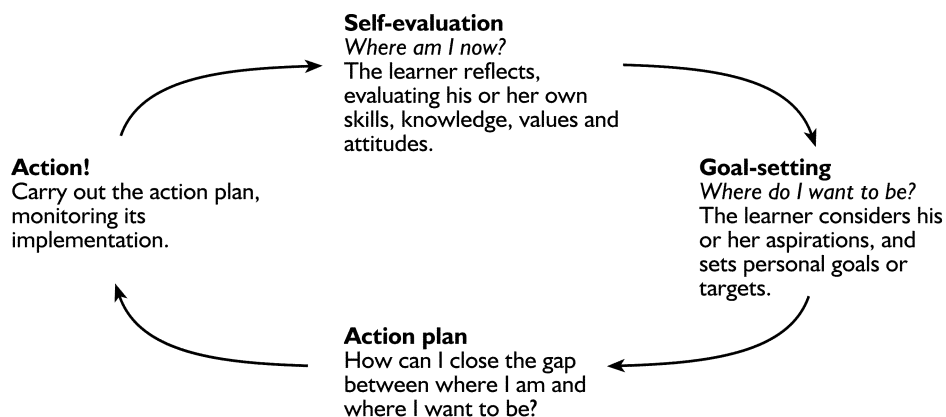 Self-evaluation
Where am I now?
The learner reflects,
evaluating his or her own
skills, knowledge, values and
attitudes.
Goal-setting
Where do I want to be?
The learner considers his
or her aspirations, and
sets personal goals or
targets.
Action plan
How can I close the gap
between where I am and
where I want to be?
Action!
Carry out the action plan,
monitoring its
implementation.